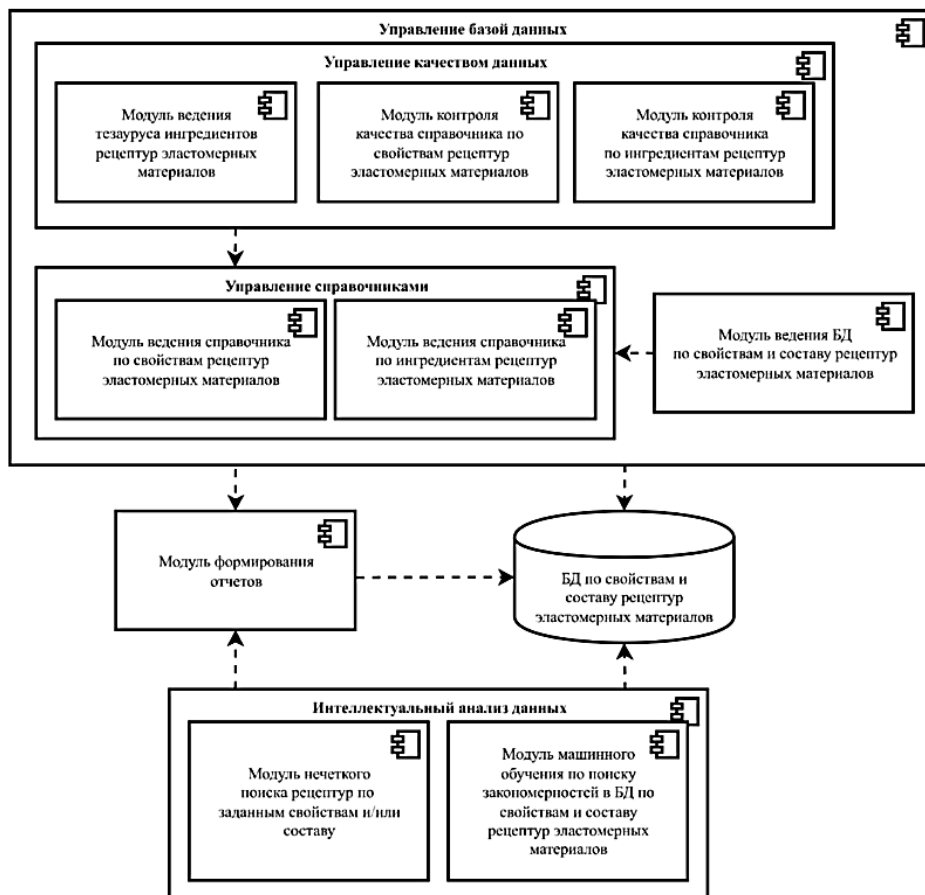 Управление базой данных
Управление качеством данных
Модуль ведения
тезауруса ингредиентов
рецептур эластомерных
материалов
Модуль контроля
качества справочника по
свойствам рецептур
эластомерных материалов
Модуль контроля
качества справочника
по ингредиентам рецептур
эластомерных материалов
Управление справочниками
Модуль ведения справочника
по свойствам рецептур
эластомерных материалов
Модуль ведения справочника
по ингредиентам рецептур
эластомерных материалов
Модуль ведения БД
по свойствам и составу рецептур
эластомерных материалов
Модуль формирования
отчетов
БД по свойствам и
составу рецептур
эластомерных материалов
Интеллектуальный анализ данных
Модуль нечеткого
поиска рецептур по
заданным свойствам и/или
составу
Модуль машинного
обучения по поиску
закономерностей в БД по
свойствам и составу
рецептур эластомерных
материалов